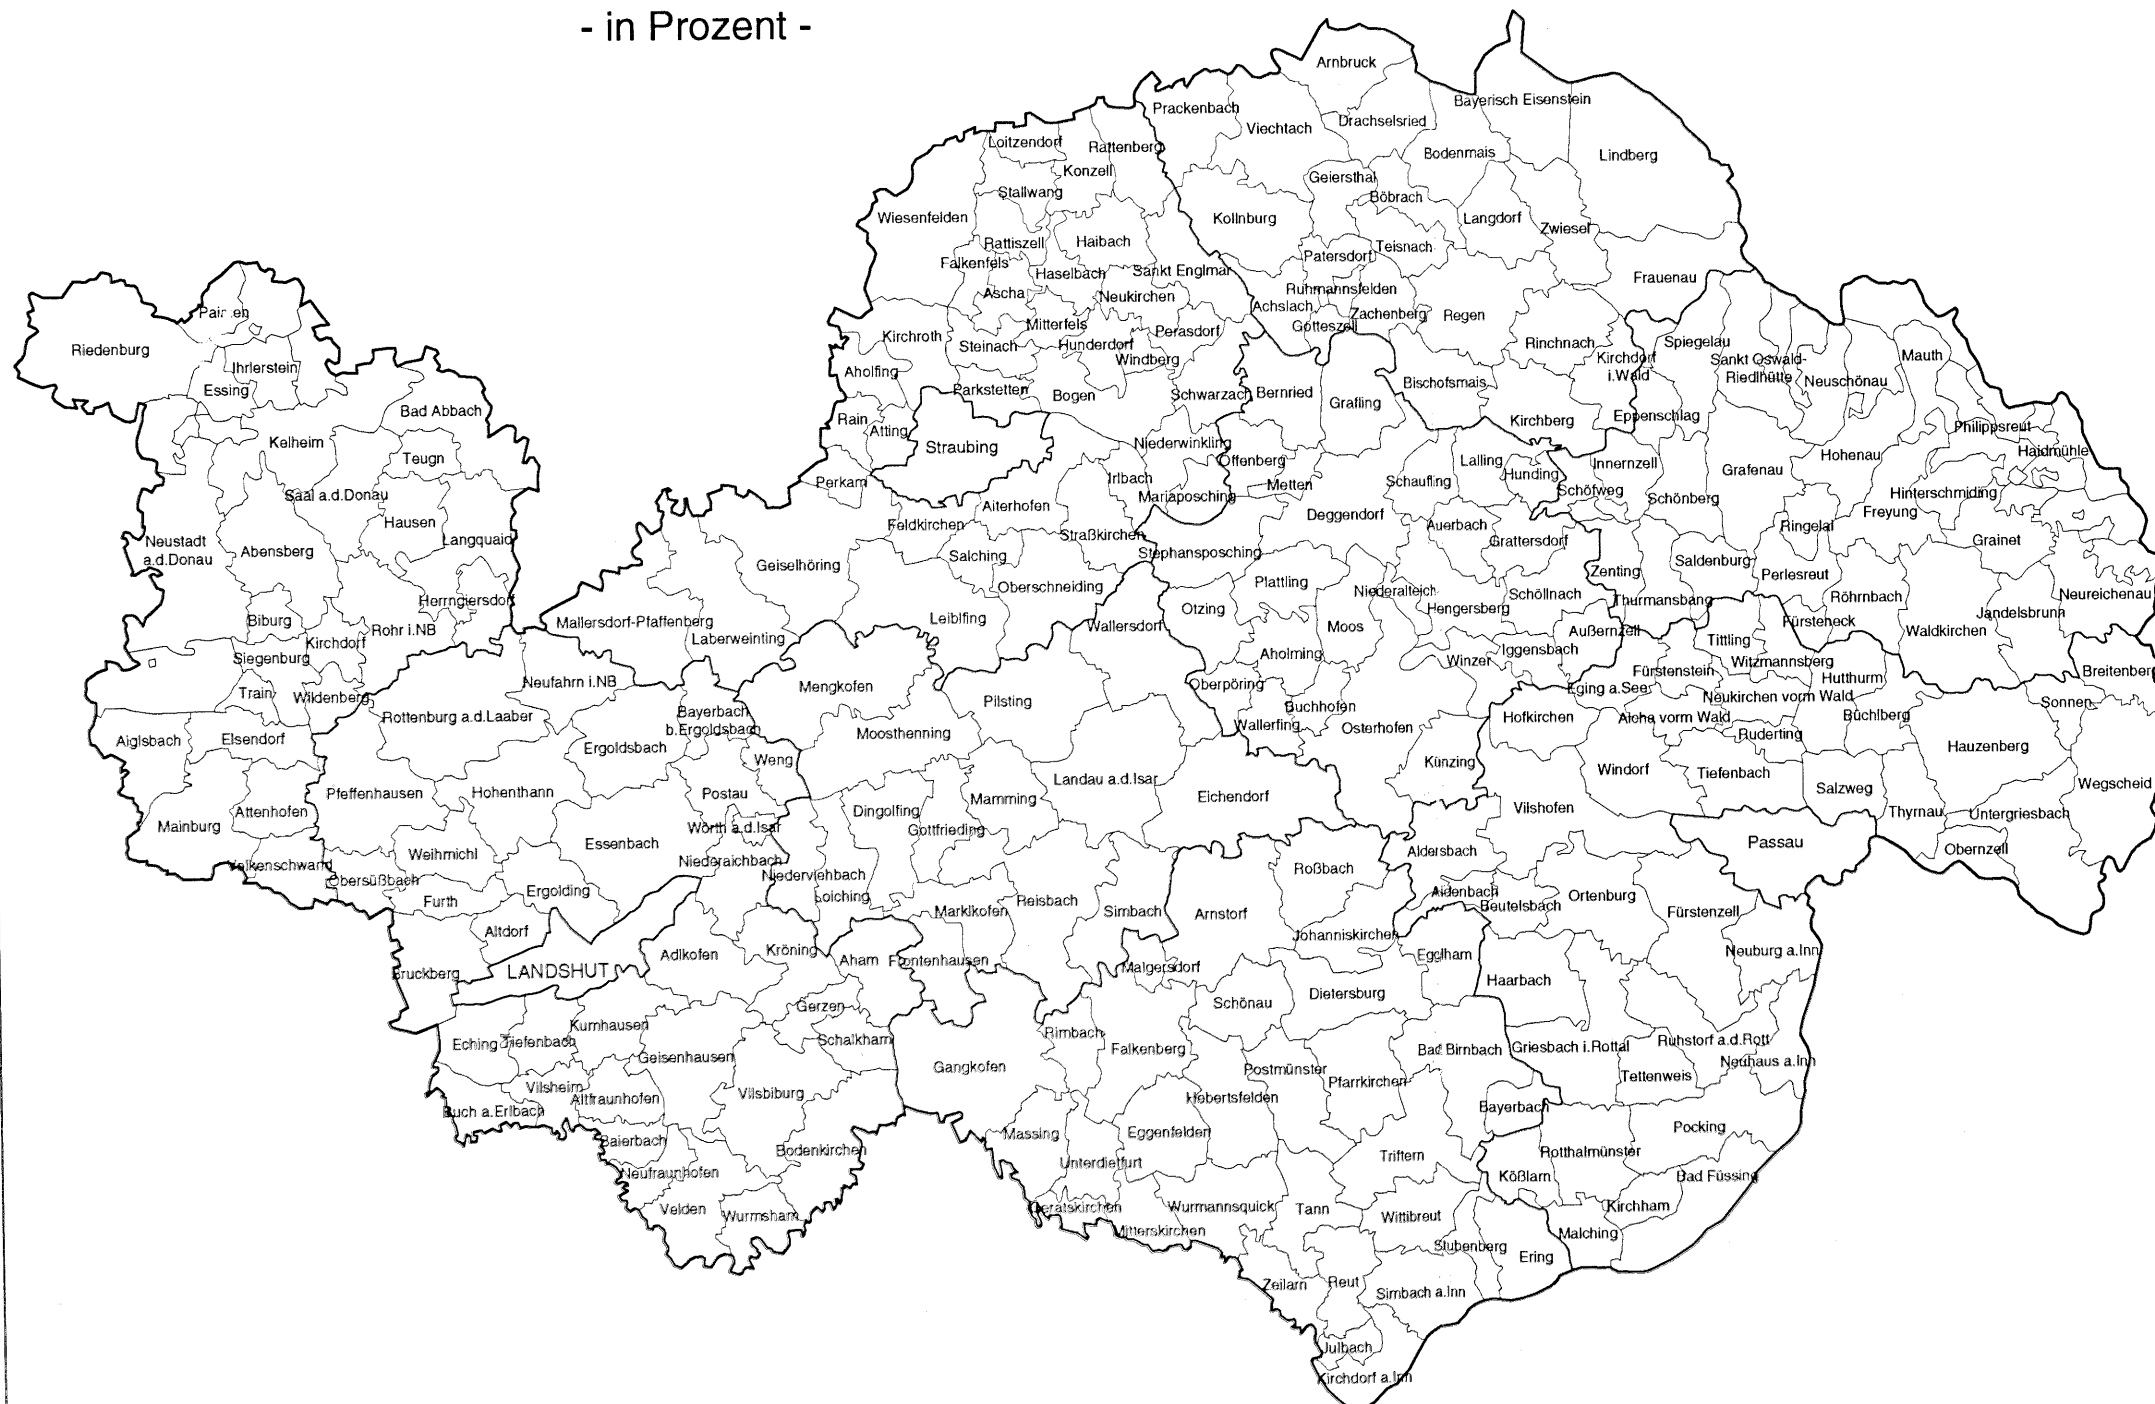 - in Prozent -
Arnbruck
Prackenbach
Bayerisch Eisenstein
Viechtach
Drachselsried
Loitzendorf
Rattenberg
Bodenmais
Lindberg
Konzell
Geiersthal
Stallwang
Böbrach
Wiesenfelden
Kollnburg
Langdorf
Zwiesel
Rattiszell
Haibach
Teisnach
Patersdorf
Falkenfels
Haselbach
Sankt Englmar
Frauenau
Ascha
Neukirchen
Ruhmannsfelden
Achslach
Zachenberg
Regen
Mitterfels
Perasdorf
Gotteszell
Paint en
Kirchroth
Steinach
Hunderdorf
Windberg
Rinchnach
Spiegelau
Riedenburg
Kirchdorf
i.Wald
Sankt Oswald-
Riedlhütte
Mauth
Ihrlerstein
Aholfing
Neuschönau
Essing
Parkstetten
Bogen
Schwarzach
Bernried
Bischofsmais
Grafling
Bad Abbach
Rain
Atting
Kirchberg
Eppenschlag
Philippsreut
Kelheim
Straubing
Niederwinkling
Haidmühle
Teugn
Offenberg
Lalling
Hunding
Innernzell
Hohenau
Grafenau
Perkam
Irlbach
Metten
Schaufling
Schöfweg
Saal a.d.Donau
Mariaposching
Schönberg
Hinterschmiding
Aiterhofen
Freyung
Hausen
Feldkirchen
Deggendorf
Auerbach
Ringelai
Neustadt
a.d.Donau
Abensberg
Langquaid
Straßkirchen
Grattersdorf
Grainet
Geiselhöring
Salching
Stephansposching
Saldenburg
Zenting
Perlesreut
Oberschneiding
Plattling
Niederalteich
Schöllnach
Röhrnbach
Neureichenau
Herrngiersdorf
Otzing
Hengersberg
Thurmansbang
Jandelsbrunn
Biburg
Rohr i.NB
Mallersdorf-Pfaffenberg
Leiblfing
Wallersdorf
Moos
Außernzell
Fürsteneck
Waldkirchen
Kirchdorf
Laberweinting
Tittling
Siegenburg
Aholming
Winzer
Iggensbach
Witzmannsberg
Fürstenstein
Hutthurm
Breitenberg
Train
Wildenberg
Neufahrn i.NB
Mengkofen
Oberpöring
Eging a.See
Neukirchen vorm Wald
Pilsting
Buchhofen
Sonnen
Rottenburg a.d.Laaber
Bayerbach
b.Ergoldsbach
Hofkirchen
Aicha vorm Wald
Büchlberg
Wallerfing
Osterhofen
Moosthenning
Ruderting
Aiglsbach
Elsendorf
Ergoldsbach
Hauzenberg
Weng
Künzing
Windorf
Tiefenbach
Landau a.d.Isar
Wegscheid
Pfeffenhausen
Hohenthann
Postau
Salzweg
Mamming
Eichendorf
Vilshofen
Attenhofen
Dingolfing
Thyrnau
Untergriesbach
Mainburg
Wörth a.d.Isar
Gottfrieding
Essenbach
Passau
Obernzell
Weihmichl
Aldersbach
Volkenschwand
Niederaichbach
Roßbach
Niederviehbach
Obersüßbach
Ergolding
Aidenbach
Loiching
Ortenburg
Furth
Reisbach
Beutelsbach
Marklkofen
Simbach
Arnstorf
Fürstenzell
Altdorf
Johanniskirchen
Kröning
Neuburg a.Inn
Adlkofen
Aham
Frontenhausen
Egglham
Malgersdorf
Bruckberg
LANDSHUT
Haarbach
Dietersburg
Schönau
Gerzen
Kumhausen
Rimbach
Schalkham
Eching
Tiefenbach
Ruhstorf a.d.Rott
Falkenberg
Bad Birnbach
Griesbach i.Rottal
Geisenhausen
Neuhaus a.Inn
Gangkofen
Postmünster
Tettenweis
Pfarrkirchen
Vilsheim
Vilsbiburg
Altfraunhofen
Hebertsfelden
Bayerbach
Buch a.Erlbach
Pocking
Massing
Eggenfelden
Baierbach
Bodenkirchen
Rotthalmünster
Triftern
Unterdietfurt
Neufraunhofen
Kößlarn
Bad Füssing
Geratskirchen
Wurmannsquick
Kirchham
Velden
Tann
Wurmsham
Wittibreut
Mitterskirchen
Malching
Stubenberg
Ering
Zeilarn
Reut
Simbach a.Inn
Julbach
Kirchdorf a.Inn